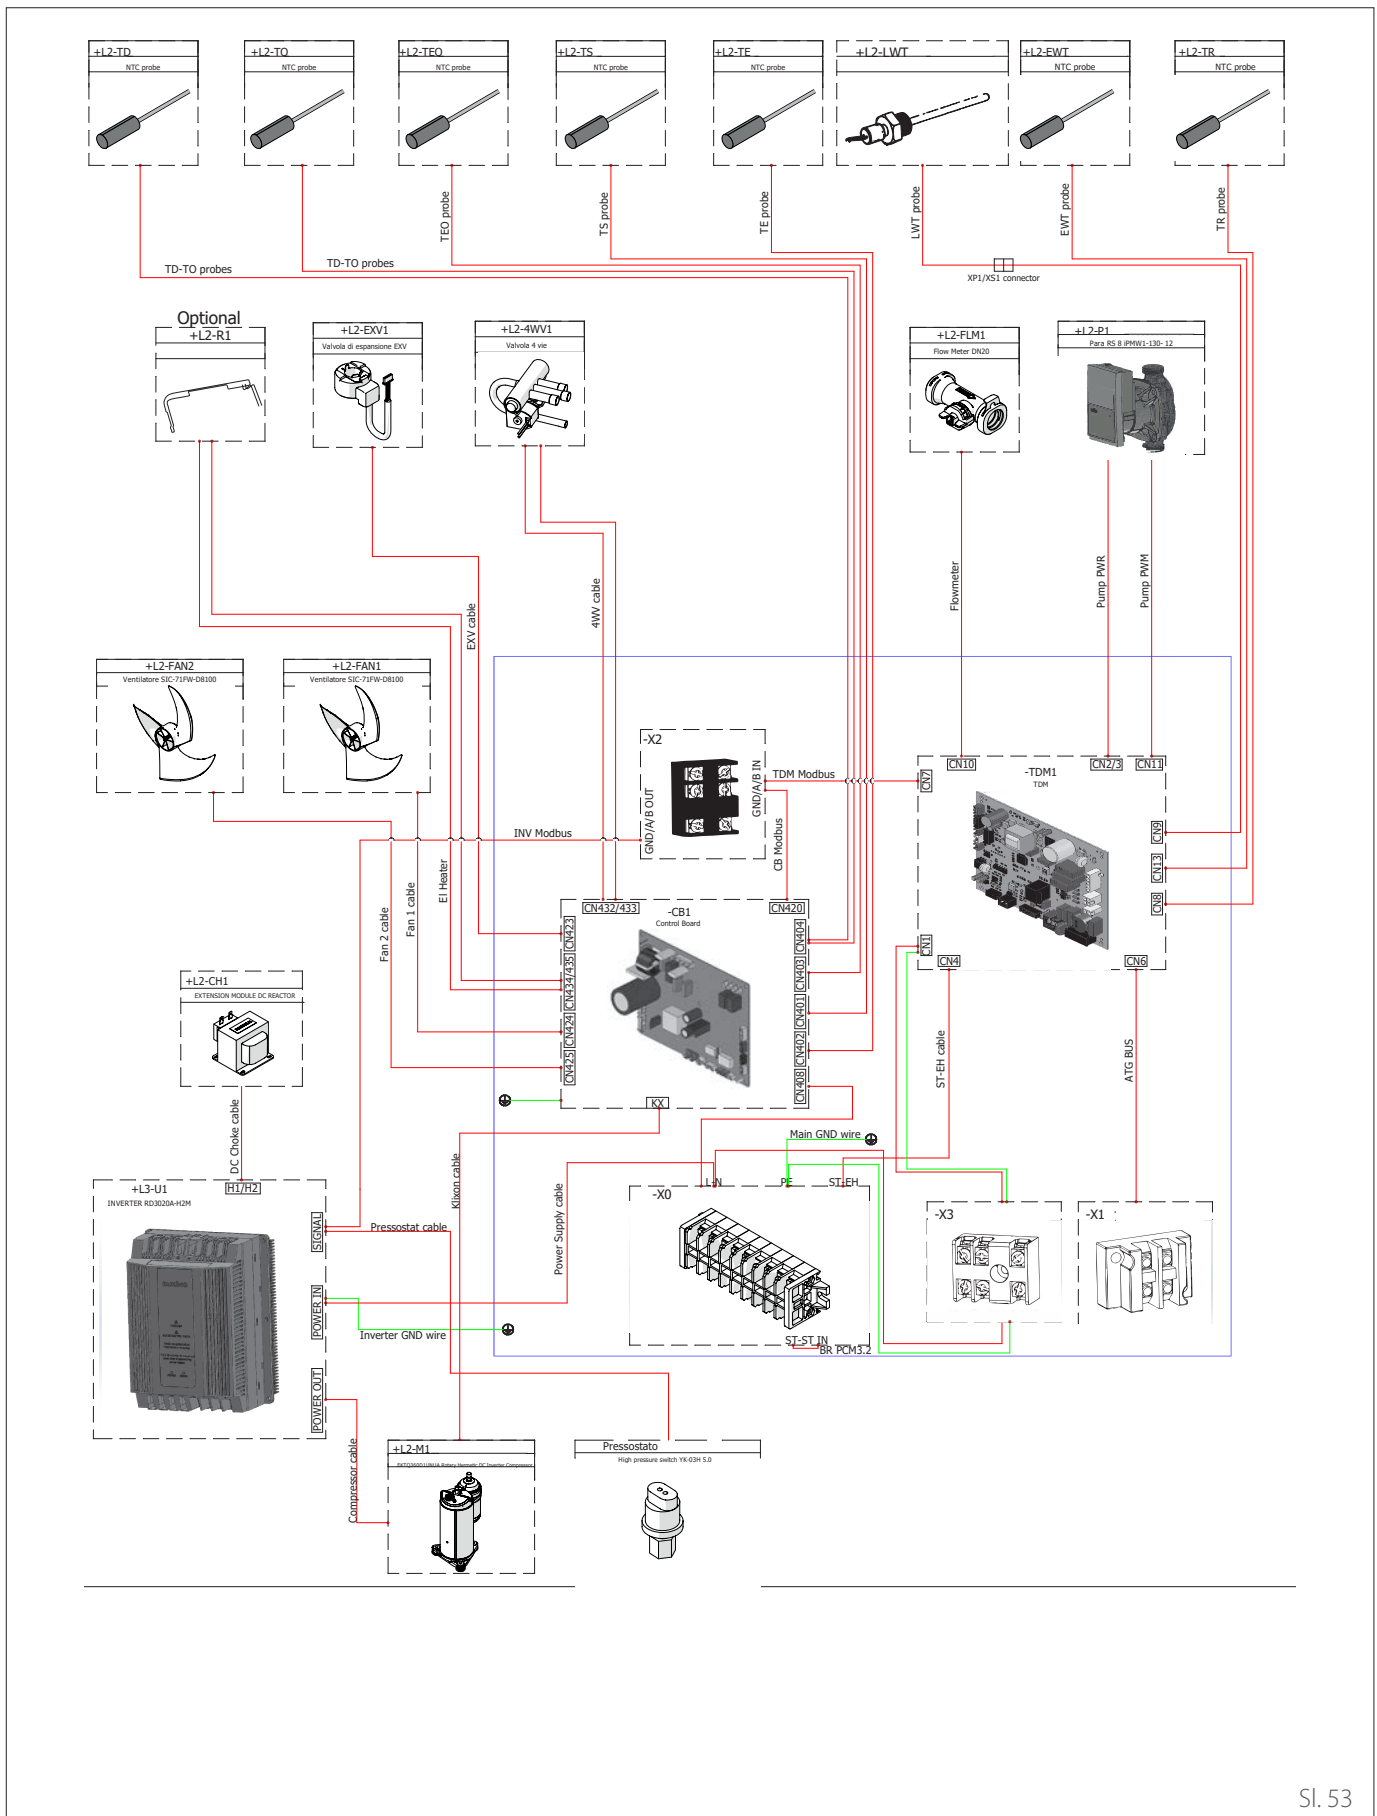 +L2-TD
NTC probe
+L2-TO
NTC probe
+L2-TEO
NTC probe
+L2-TS
NTC probe
+L2-TE
NTC probe
+L2-LWT
+L2-EWT
NTC probe
+L2-TR
NTC probe
TEO probe
TS probe
TE probe
LWT probe
EWT probe
TR probe
TD-TO probes
TD-TO probes
XP1/XS1 connector
Optional
+L2-R1
+L2-EXV1
Valvola di espansione EXV
+L2-4WV1
Valvola 4 vie
+L2-FLM1
Flow Meter DN20
+L2-P1
Para RS 8 iPMW1-130- 12
EXV cable
4WV cable
Flowmeter
Pump PWR
Pump PWM
+L2-FAN2
Ventilatore SIC-71FW-D8100
+L2-FAN1
Ventilatore SIC-71FW-D8100
-X2
GND/A/B OUT
GND/A/B IN
TDM Modbus
INV Modbus
CB Modbus
CN7
CN10
CN2/3
CN11
-TDM1
TDM
CN9
CN13
CN8
CN1
CN4
CN6
Fan 2 cable
Fan 1 cable
El Heater
CN432/433
-CB1
Control Board
CN420
CN423
CN434/435
CN424
CN425
CN404
CN403
CN401
CN402
CN408
KX
+L2-CH1
EXTENSION MODULE DC REACTOR
DC Choke cable
ST-EH cable
ATG BUS
Main GND wire
Klixon cable
Power Supply cable
+L3-U1
H1/H2
INVERTER RD3020A-H2M
SIGNAL
POWER IN
POWER OUT
Pressostat cable
Inverter GND wire
Compressor cable
L-N
PE
ST-EH
-X0
ST-ST IN
BR PCM3.2
-X3
-X1
+L2-M1
Rotary Hermetic DC Inverter Compressor
Pressostato
High pressure switch YK-03H 5.0
Sl. 53